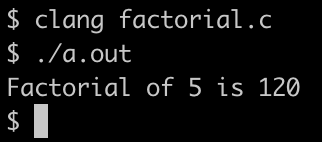 $ clang factorial.c
$ ./a.out
Factorial of 5 is 120
$